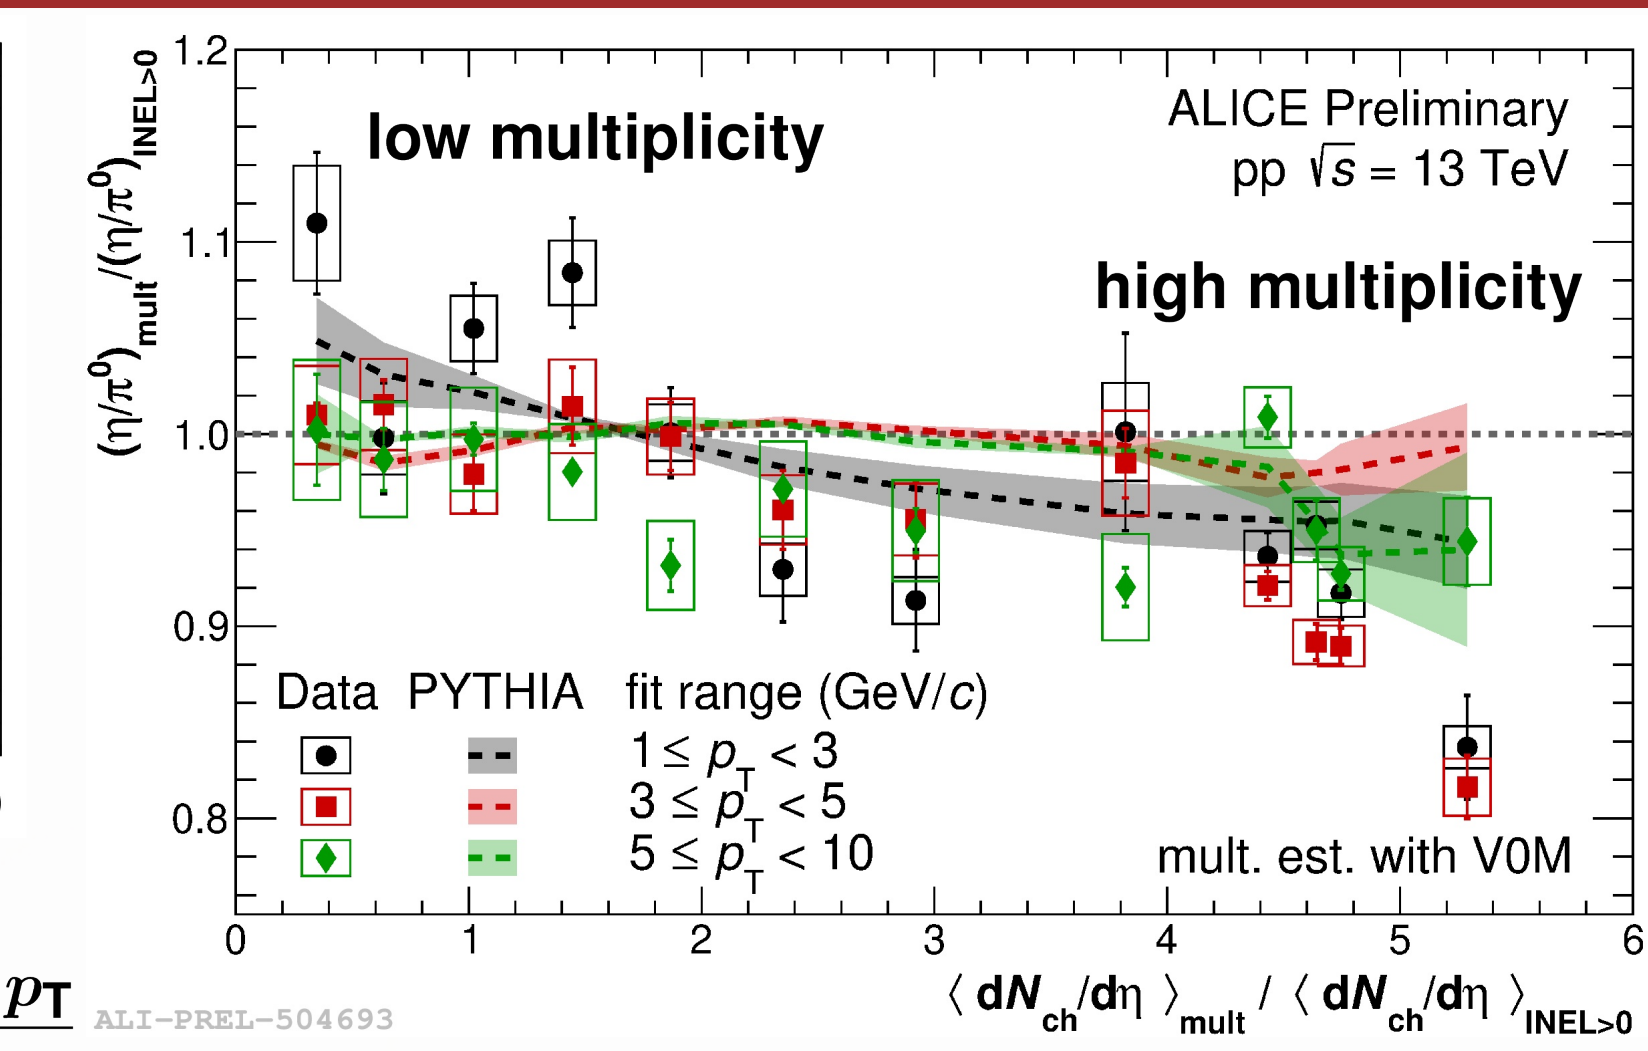 1.2
1.1
1.0
0.9
0.8
(η/π⁰)mult/(η/π⁰)INEL>0
low multiplicity
ALICE Preliminary
pp √s = 13 TeV
high multiplicity
Data PYTHIA fit range (GeV/c)
1 ≤ pT < 3
3 ≤ pT < 5
5 ≤ pT < 10
mult. est. with V0M
0 1 2 3 4 5 6
⟨ dNch/dη ⟩mult / ⟨ dNch/dη ⟩INEL>0
pT
ALI-PREL-504693